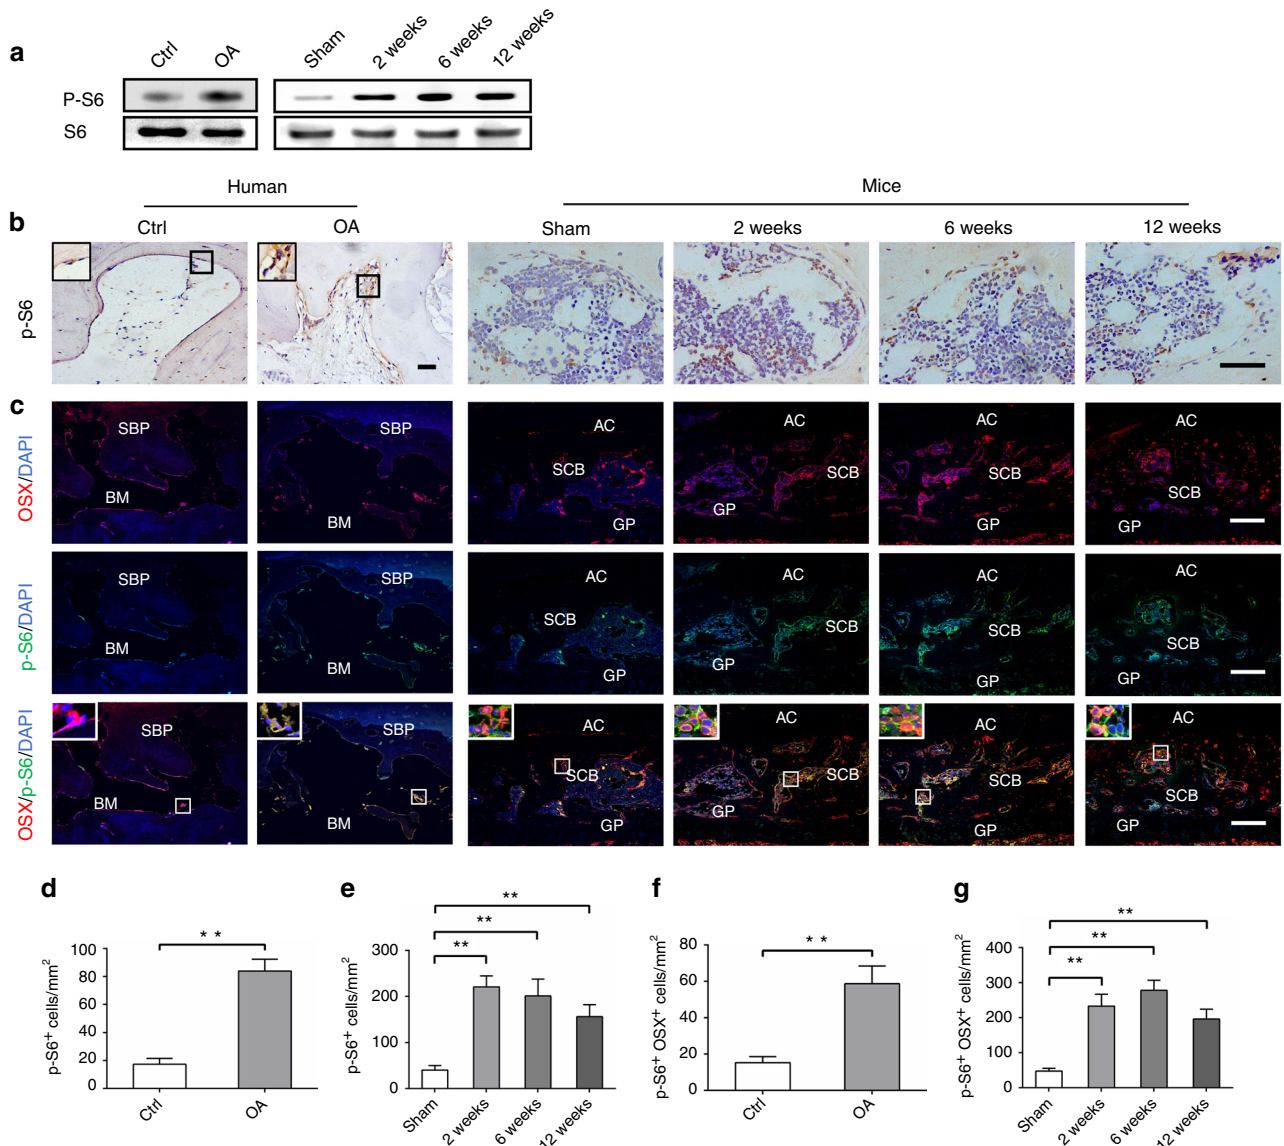 a
Ctrl OA Sham 2 weeks 6 weeks 12 weeks
P-S6
S6
Human Mice
b Ctrl OA Sham 2 weeks 6 weeks 12 weeks
p-S6
c
OSX/DAPI
SBP SBP AC AC AC AC
SCB SCB SCB SCB
BM BM GP GP GP GP
p-S6/DAPI
SBP SBP AC AC AC AC
SCB SCB SCB SCB
BM BM GP GP GP GP
OSX/p-S6/DAPI
SBP SBP AC AC AC AC
SCB SCB SCB SCB
BM BM GP GP GP GP
d
p-S6+ cells/mm2
100
80
60
40
20
0
* *
Ctrl OA
e
p-S6+ cells/mm2
300
200
100
0
**
**
**
Sham 2 weeks 6 weeks 12 weeks
f
p-S6+ OSX+ cells/mm2
80
60
40
20
0
* *
Ctrl OA
g
p-S6+ OSX+ cells/mm2
400
300
200
100
0
**
**
**
Sham 2 weeks 6 weeks 12 weeks